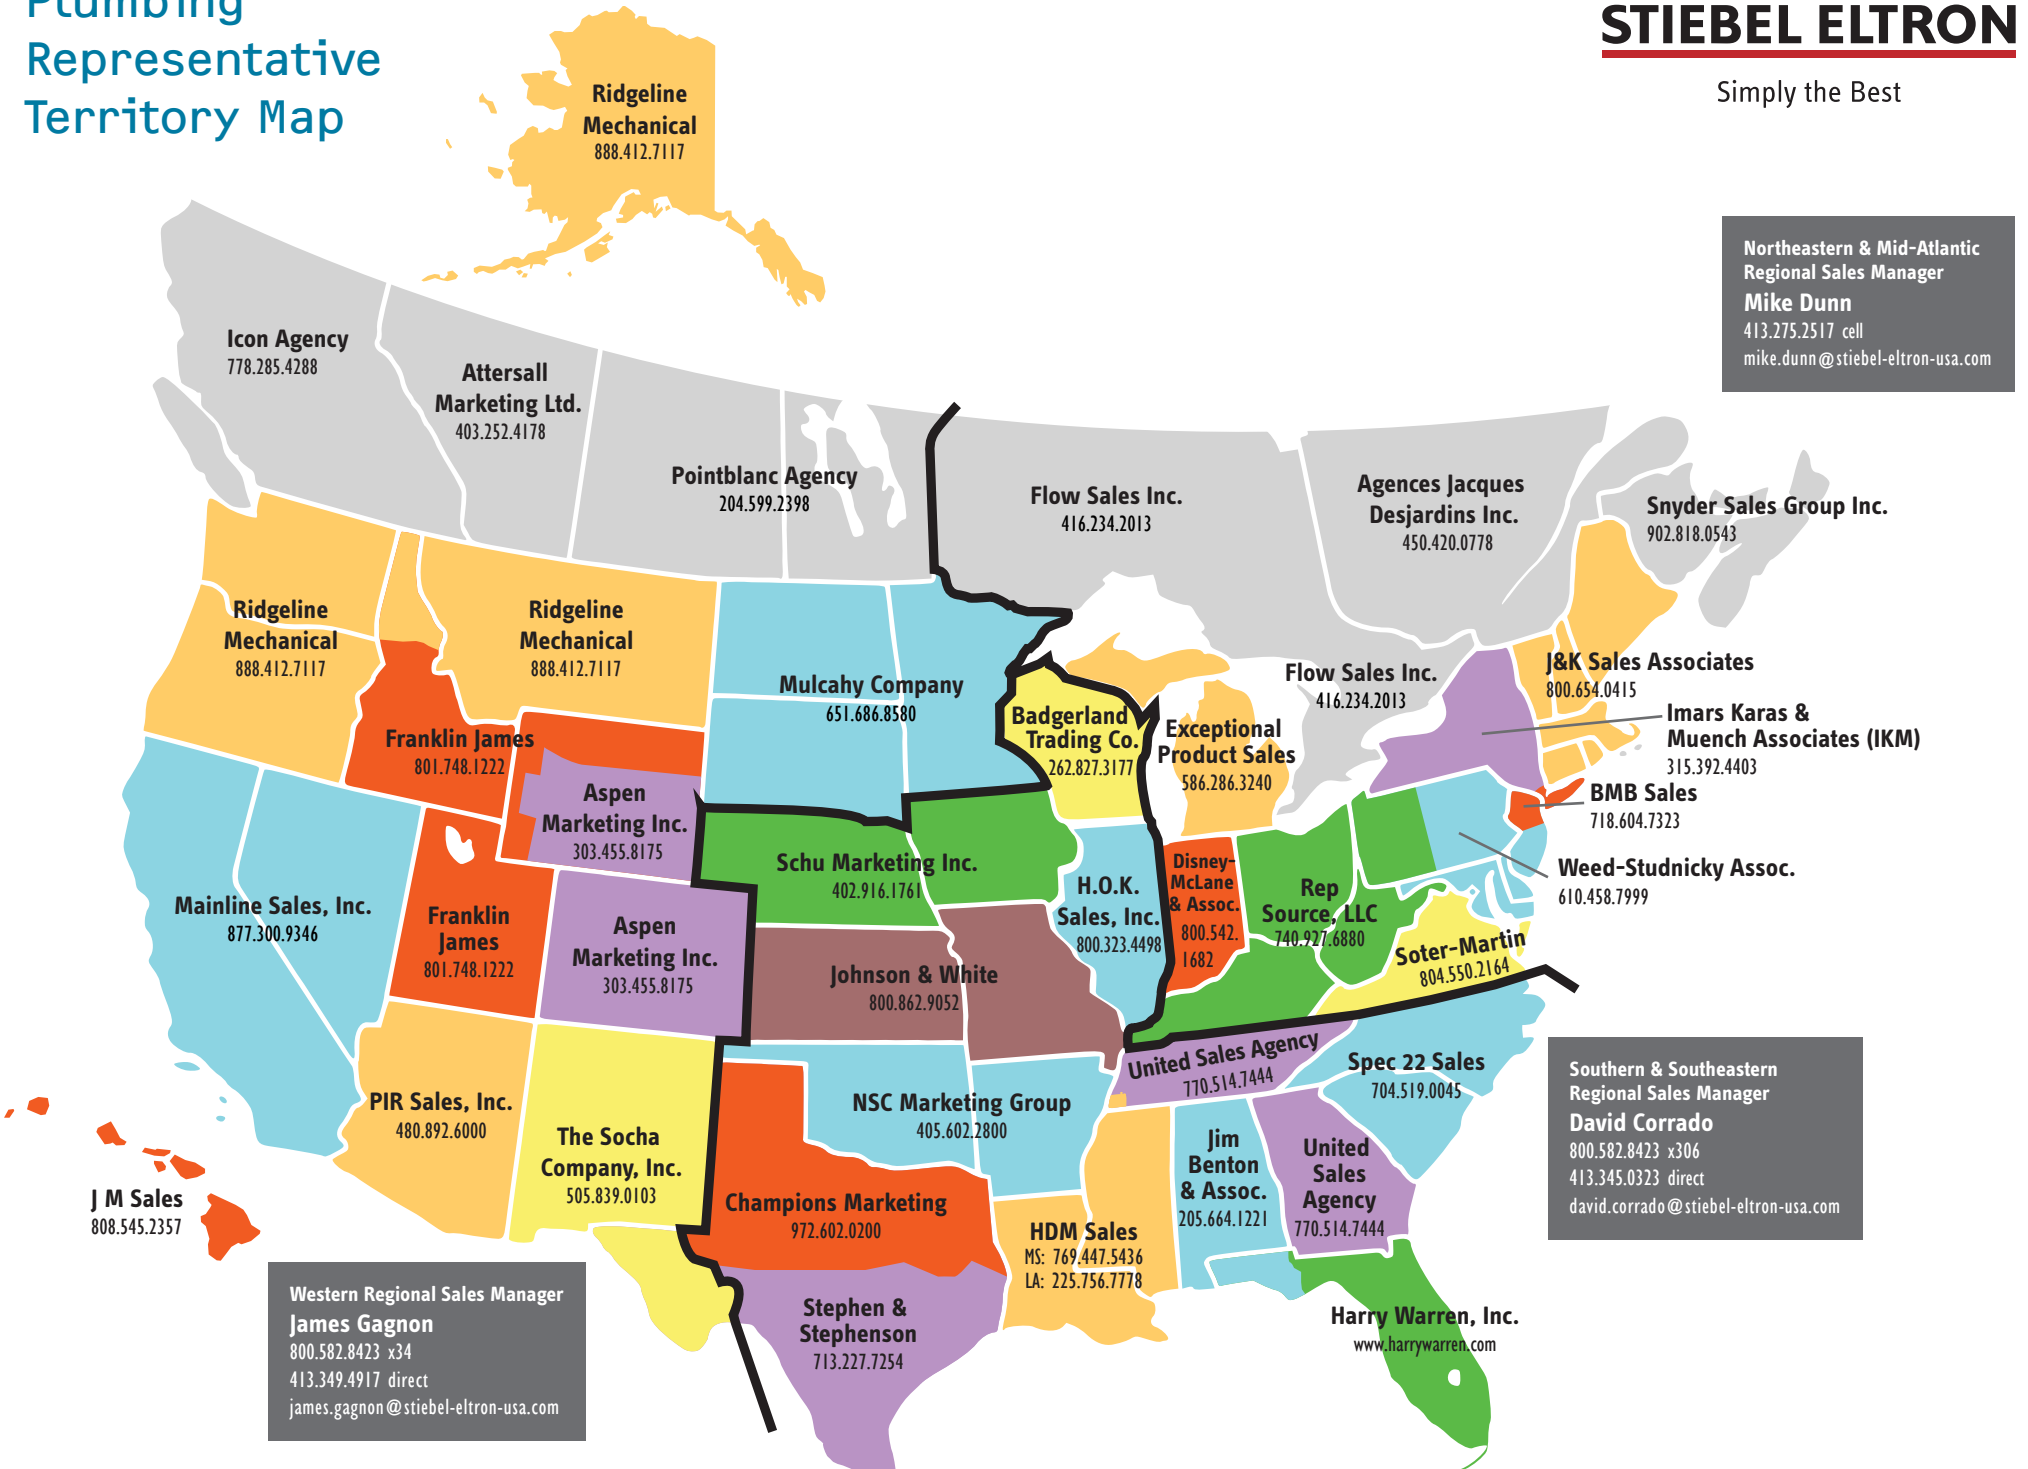 Plumbing
Representative
Territory Map
STIEBEL ELTRON
Simply the Best
Ridgeline
Mechanical
888.412.7117
Northeastern & Mid-Atlantic
Regional Sales Manager
Mike Dunn
413.275.2517 cell
mike.dunn@stiebel-eltron-usa.com
Icon Agency
778.285.4288
Attersall
Marketing Ltd.
403.252.4178
Pointblanc Agency
204.599.2398
Flow Sales Inc.
416.234.2013
Agences Jacques
Desjardins Inc.
450.420.0778
Snyder Sales Group Inc.
902.818.0543
Ridgeline
Mechanical
888.412.7117
Ridgeline
Mechanical
888.412.7117
Mulcahy Company
651.686.8580
Flow Sales Inc.
416.234.2013
J&K Sales Associates
800.654.0415
Imars Karas &
Muench Associates (IKM)
315.392.4403
Badgerland
Trading Co.
262.827.3177
Exceptional
Product Sales
586.286.3240
Franklin James
801.748.1222
Aspen
Marketing Inc.
303.455.8175
BMB Sales
718.604.7323
Schu Marketing Inc.
402.916.1761
Weed-Studnicky Assoc.
610.458.7999
Mainline Sales, Inc.
877.300.9346
Franklin
James
801.748.1222
Aspen
Marketing Inc.
303.455.8175
H.O.K.
Sales, Inc.
800.323.4498
Disney-
McLane
& Assoc.
800.542.
1682
Rep
Source, LLC
740.927.6880
Soter-Martin
804.550.2164
Johnson & White
800.862.9052
United Sales Agency
770.514.7444
Spec 22 Sales
704.519.0045
Southern & Southeastern
Regional Sales Manager
David Corrado
800.582.8423 x306
413.345.0323 direct
david.corrado@stiebel-eltron-usa.com
PIR Sales, Inc.
480.892.6000
The Socha
Company, Inc.
505.839.0103
NSC Marketing Group
405.602.2800
Jim
Benton
& Assoc.
205.664.1221
United
Sales
Agency
770.514.7444
J M Sales
808.545.2357
Champions Marketing
972.602.0200
HDM Sales
MS: 769.447.5436
LA: 225.756.7778
Western Regional Sales Manager
James Gagnon
800.582.8423 x34
413.349.4917 direct
james.gagnon@stiebel-eltron-usa.com
Stephen &
Stephenson
713.227.7254
Harry Warren, Inc.
www.harrywarren.com